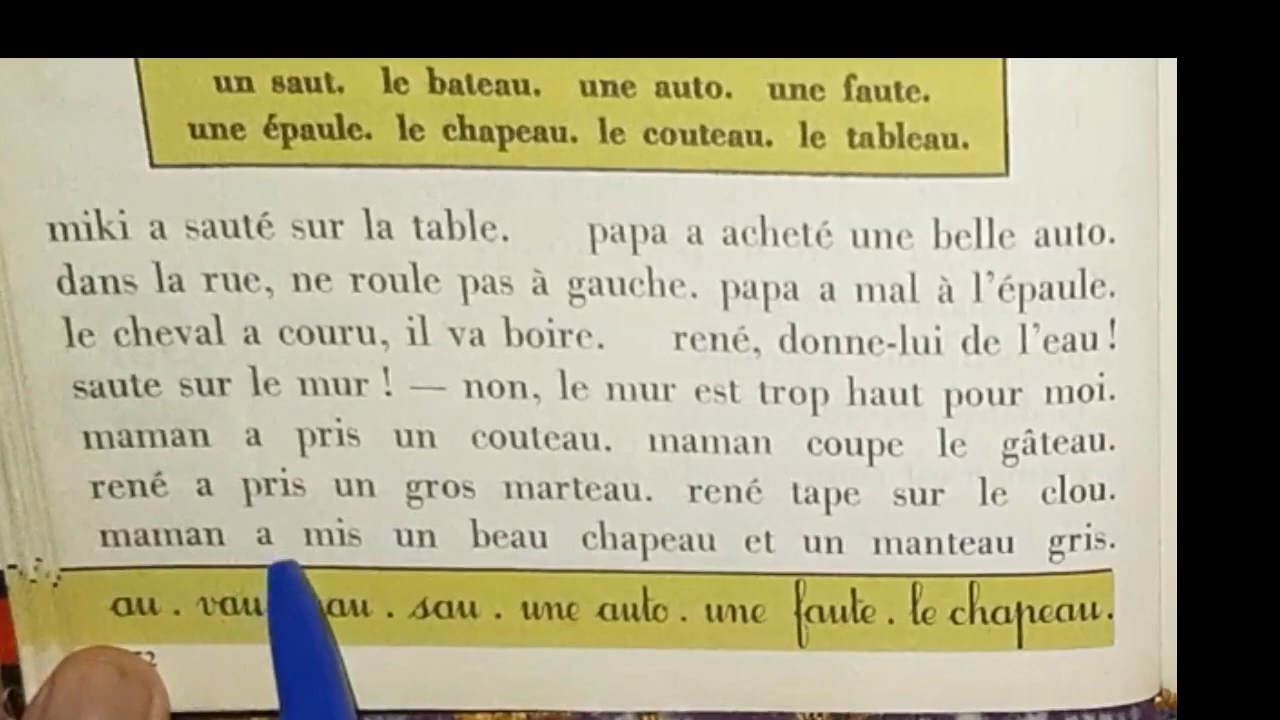 un saut. le bateau. une auto. une faute.
une épaule. le chapeau. le couteau. le tableau.
miki a sauté sur la table. papa a acheté une belle auto.
dans la rue, ne roule pas à gauche. papa a mal à l'épaule.
le cheval a couru, il va boire. rené, donne-lui de l'eau !
saute sur le mur ! — non, le mur est trop haut pour moi.
maman a pris un couteau. maman coupe le gâteau.
rené a pris un gros marteau. rené tape sur le clou.
maman a mis un beau chapeau et un manteau gris.
au . vau au . sau . une auto . une faute . le chapeau.